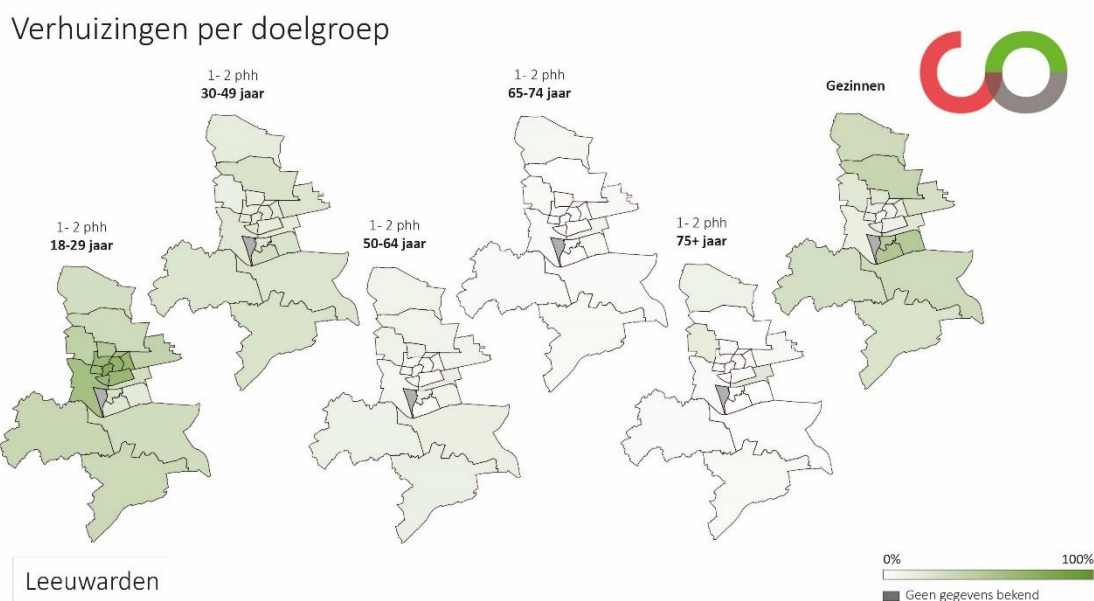 Verhuizingen per doelgroep
1- 2 phh
30-49 jaar
1- 2 phh
65-74 jaar
Gezinnen
1- 2 phh
18-29 jaar
1- 2 phh
50-64 jaar
1- 2 phh
75+ jaar
Leeuwarden
0% 100%
Geen gegevens bekend